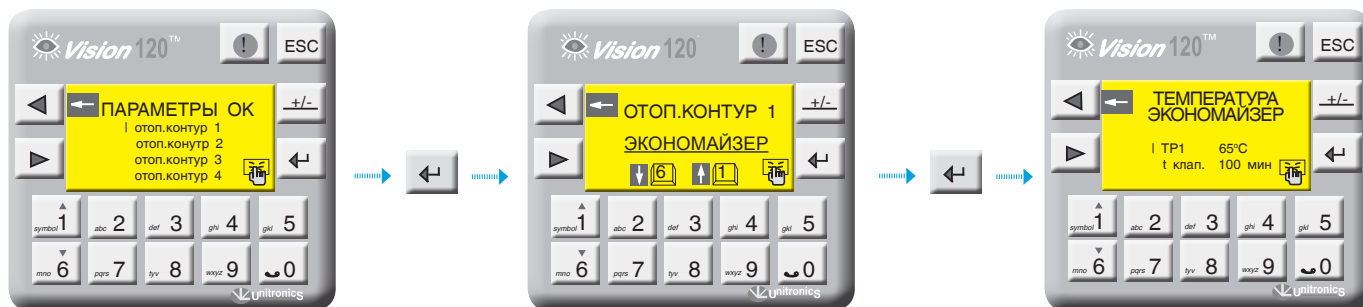 Vision 120™
!
ESC
ПАРАМЕТРЫ ОК
| отоп.контур 1
отоп.конутр 2
отоп.контур 3
отоп.контур 4
+/-
symbol 1
abc 2
def 3
ghi 4
gkl 5
mno 6
pqrs 7
tyv 8
wxyz 9
0
Unitronics
Vision 120
!
ESC
ОТОП.КОНТУР 1
ЭКОНОМАЙЗЕР
6 1
+/-
symbol 1
abc 2
def 3
ghi 4
gkl 5
mno 6
pqrs 7
tyv 8
wxyz 9
0
Unitronics
Vision 120™
!
ESC
ТЕМПЕРАТУРА
ЭКОНОМАЙЗЕР
| TP1 65°C
t клап. 100 мин
+/-
symbol 1
abc 2
def 3
ghi 4
gkl 5
mno 6
pqrs 7
tyv 8
wxyz 9
0
Unitronics